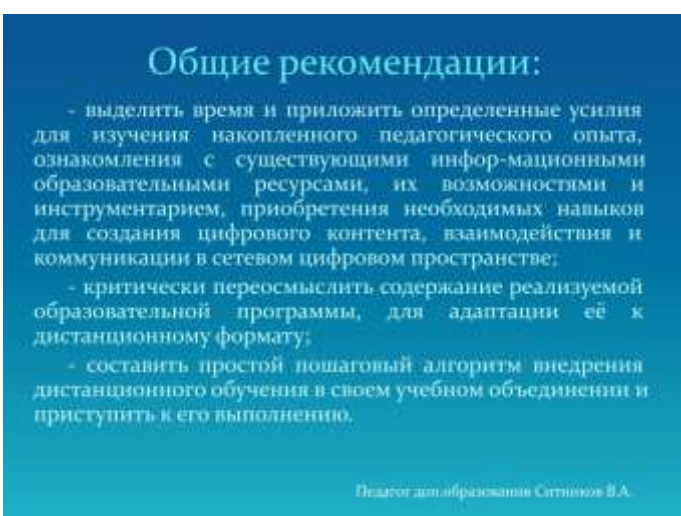 Общие рекомендации:
- выделить время и приложить определенные усилия
для изучения накопленного педагогического опыта,
ознакомления с существующими инфор-мационными
образовательными ресурсами, их возможностями и
инструментарием, приобретения необходимых навыков
для создания цифрового контента, взаимодействия и
коммуникации в сетевом цифровом пространстве;
- критически переосмыслить содержание реализуемой
образовательной программы, для адаптации её к
дистанционному формату;
- составить простой пошаговый алгоритм внедрения
дистанционного обучения в своем учебном объединении и
приступить к его выполнению.
Педагог доп.образования Ситников В.А.